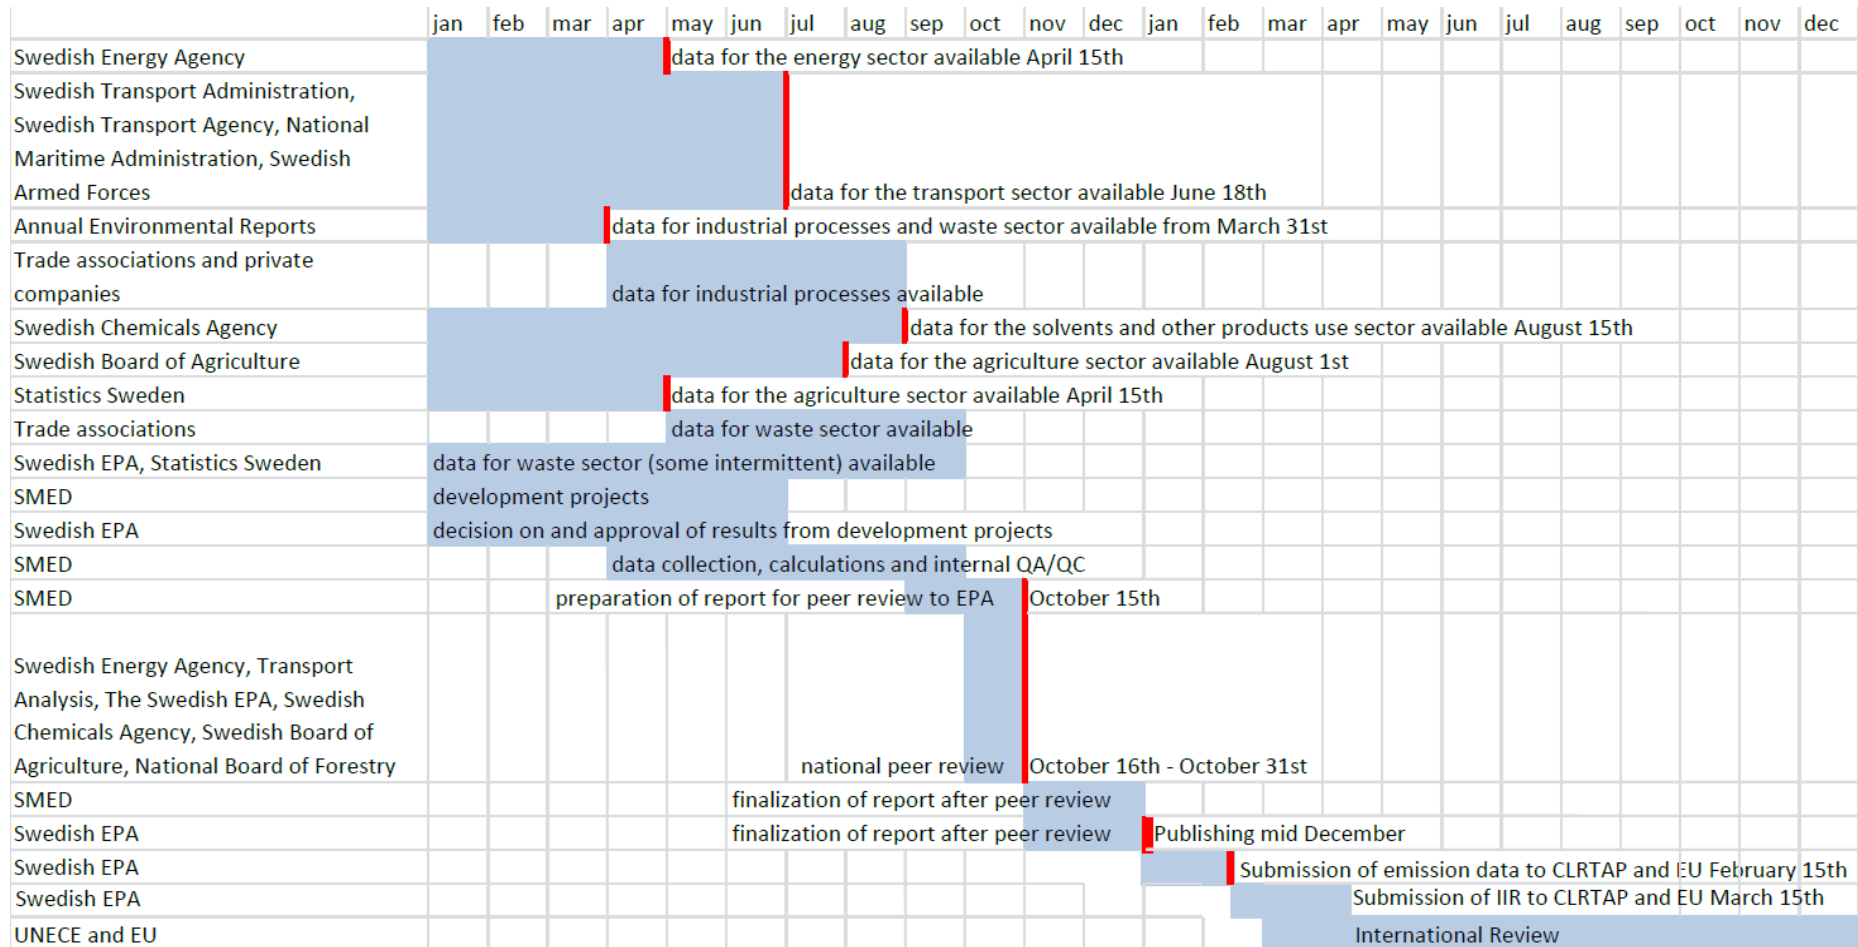 jan feb mar apr may jun jul aug sep oct nov dec jan feb mar apr may jun jul aug sep oct nov dec
Swedish Energy Agency data for the energy sector available April 15th
Swedish Transport Administration,
Swedish Transport Agency, National
Maritime Administration, Swedish
Armed Forces data for the transport sector available June 18th
Annual Environmental Reports data for industrial processes and waste sector available from March 31st
Trade associations and private
companies data for industrial processes available
Swedish Chemicals Agency data for the solvents and other products use sector available August 15th
Swedish Board of Agriculture data for the agriculture sector available August 1st
Statistics Sweden data for the agriculture sector available April 15th
Trade associations data for waste sector available
Swedish EPA, Statistics Sweden data for waste sector (some intermittent) available
SMED development projects
Swedish EPA decision on and approval of results from development projects
SMED data collection, calculations and internal QA/QC
SMED preparation of report for peer review to EPA October 15th
Swedish Energy Agency, Transport
Analysis, The Swedish EPA, Swedish
Chemicals Agency, Swedish Board of
Agriculture, National Board of Forestry national peer review October 16th - October 31st
SMED finalization of report after peer review
Swedish EPA finalization of report after peer review Publishing mid December
Swedish EPA Submission of emission data to CLRTAP and EU February 15th
Swedish EPA Submission of IIR to CLRTAP and EU March 15th
UNECE and EU International Review